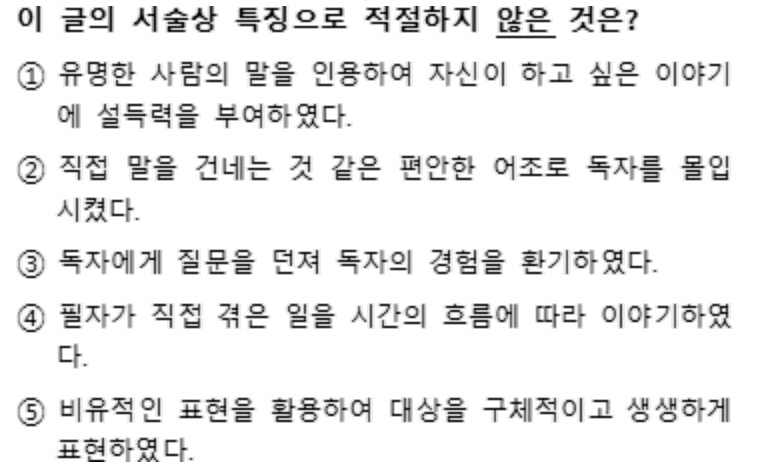 이 글의 서술상 특징으로 적절하지 않은 것은?
① 유명한 사람의 말을 인용하여 자신이 하고 싶은 이야기
에 설득력을 부여하였다.
② 직접 말을 건네는 것 같은 편안한 어조로 독자를 몰입
시켰다.
③ 독자에게 질문을 던져 독자의 경험을 환기하였다.
④ 필자가 직접 겪은 일을 시간의 흐름에 따라 이야기하였
다.
⑤ 비유적인 표현을 활용하여 대상을 구체적이고 생생하게
표현하였다.